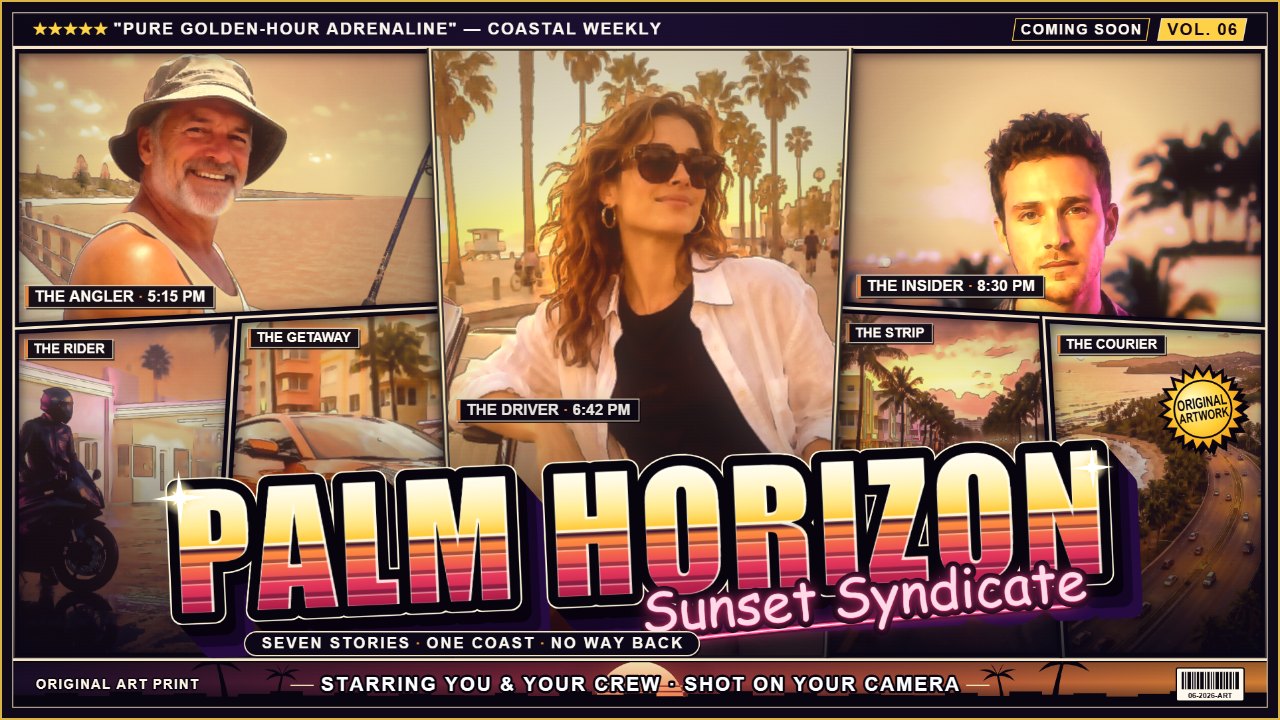 ★★★★★ "PURE GOLDEN-HOUR ADRENALINE" — COASTAL WEEKLY
COMING SOON
VOL. 06
THE ANGLER · 5:15 PM
THE DRIVER · 6:42 PM
THE INSIDER · 8:30 PM
THE RIDER
THE GETAWAY
THE STRIP
THE COURIER
ORIGINAL
ARTWORK
PALM HORIZON
Sunset Syndicate
SEVEN STORIES · ONE COAST · NO WAY BACK
ORIGINAL ART PRINT
— STARRING YOU & YOUR CREW · SHOT ON YOUR CAMERA —
06-2026-ART